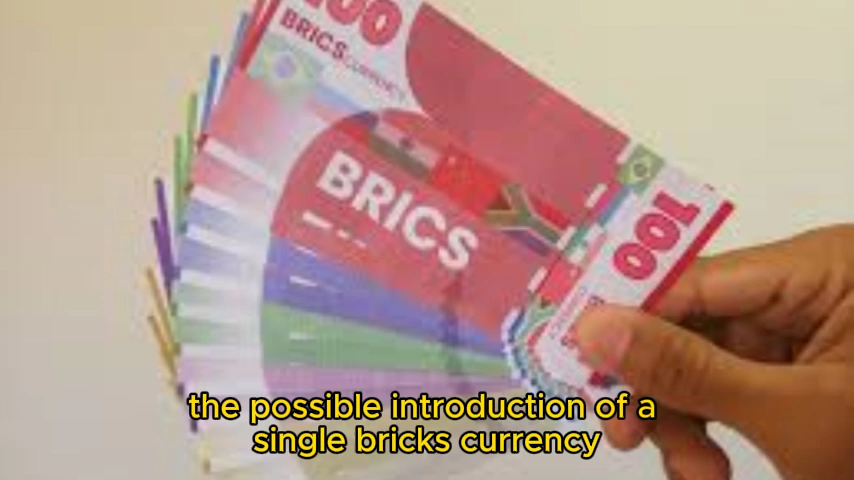 100
BRICS CURRENCY
BRICS
100
the possible introduction of a
single bricks currency